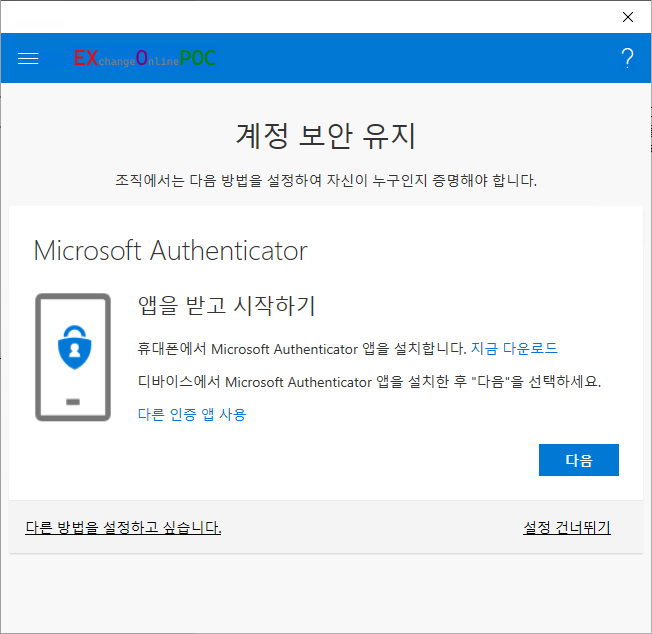 EXchangeOnlinePOC
?
계정 보안 유지
조직에서는 다음 방법을 설정하여 자신이 누구인지 증명해야 합니다.
Microsoft Authenticator
앱을 받고 시작하기
휴대폰에서 Microsoft Authenticator 앱을 설치합니다. 지금 다운로드
디바이스에서 Microsoft Authenticator 앱을 설치한 후 "다음"을 선택하세요.
다른 인증 앱 사용
다음
다른 방법을 설정하고 싶습니다. 설정 건너뛰기